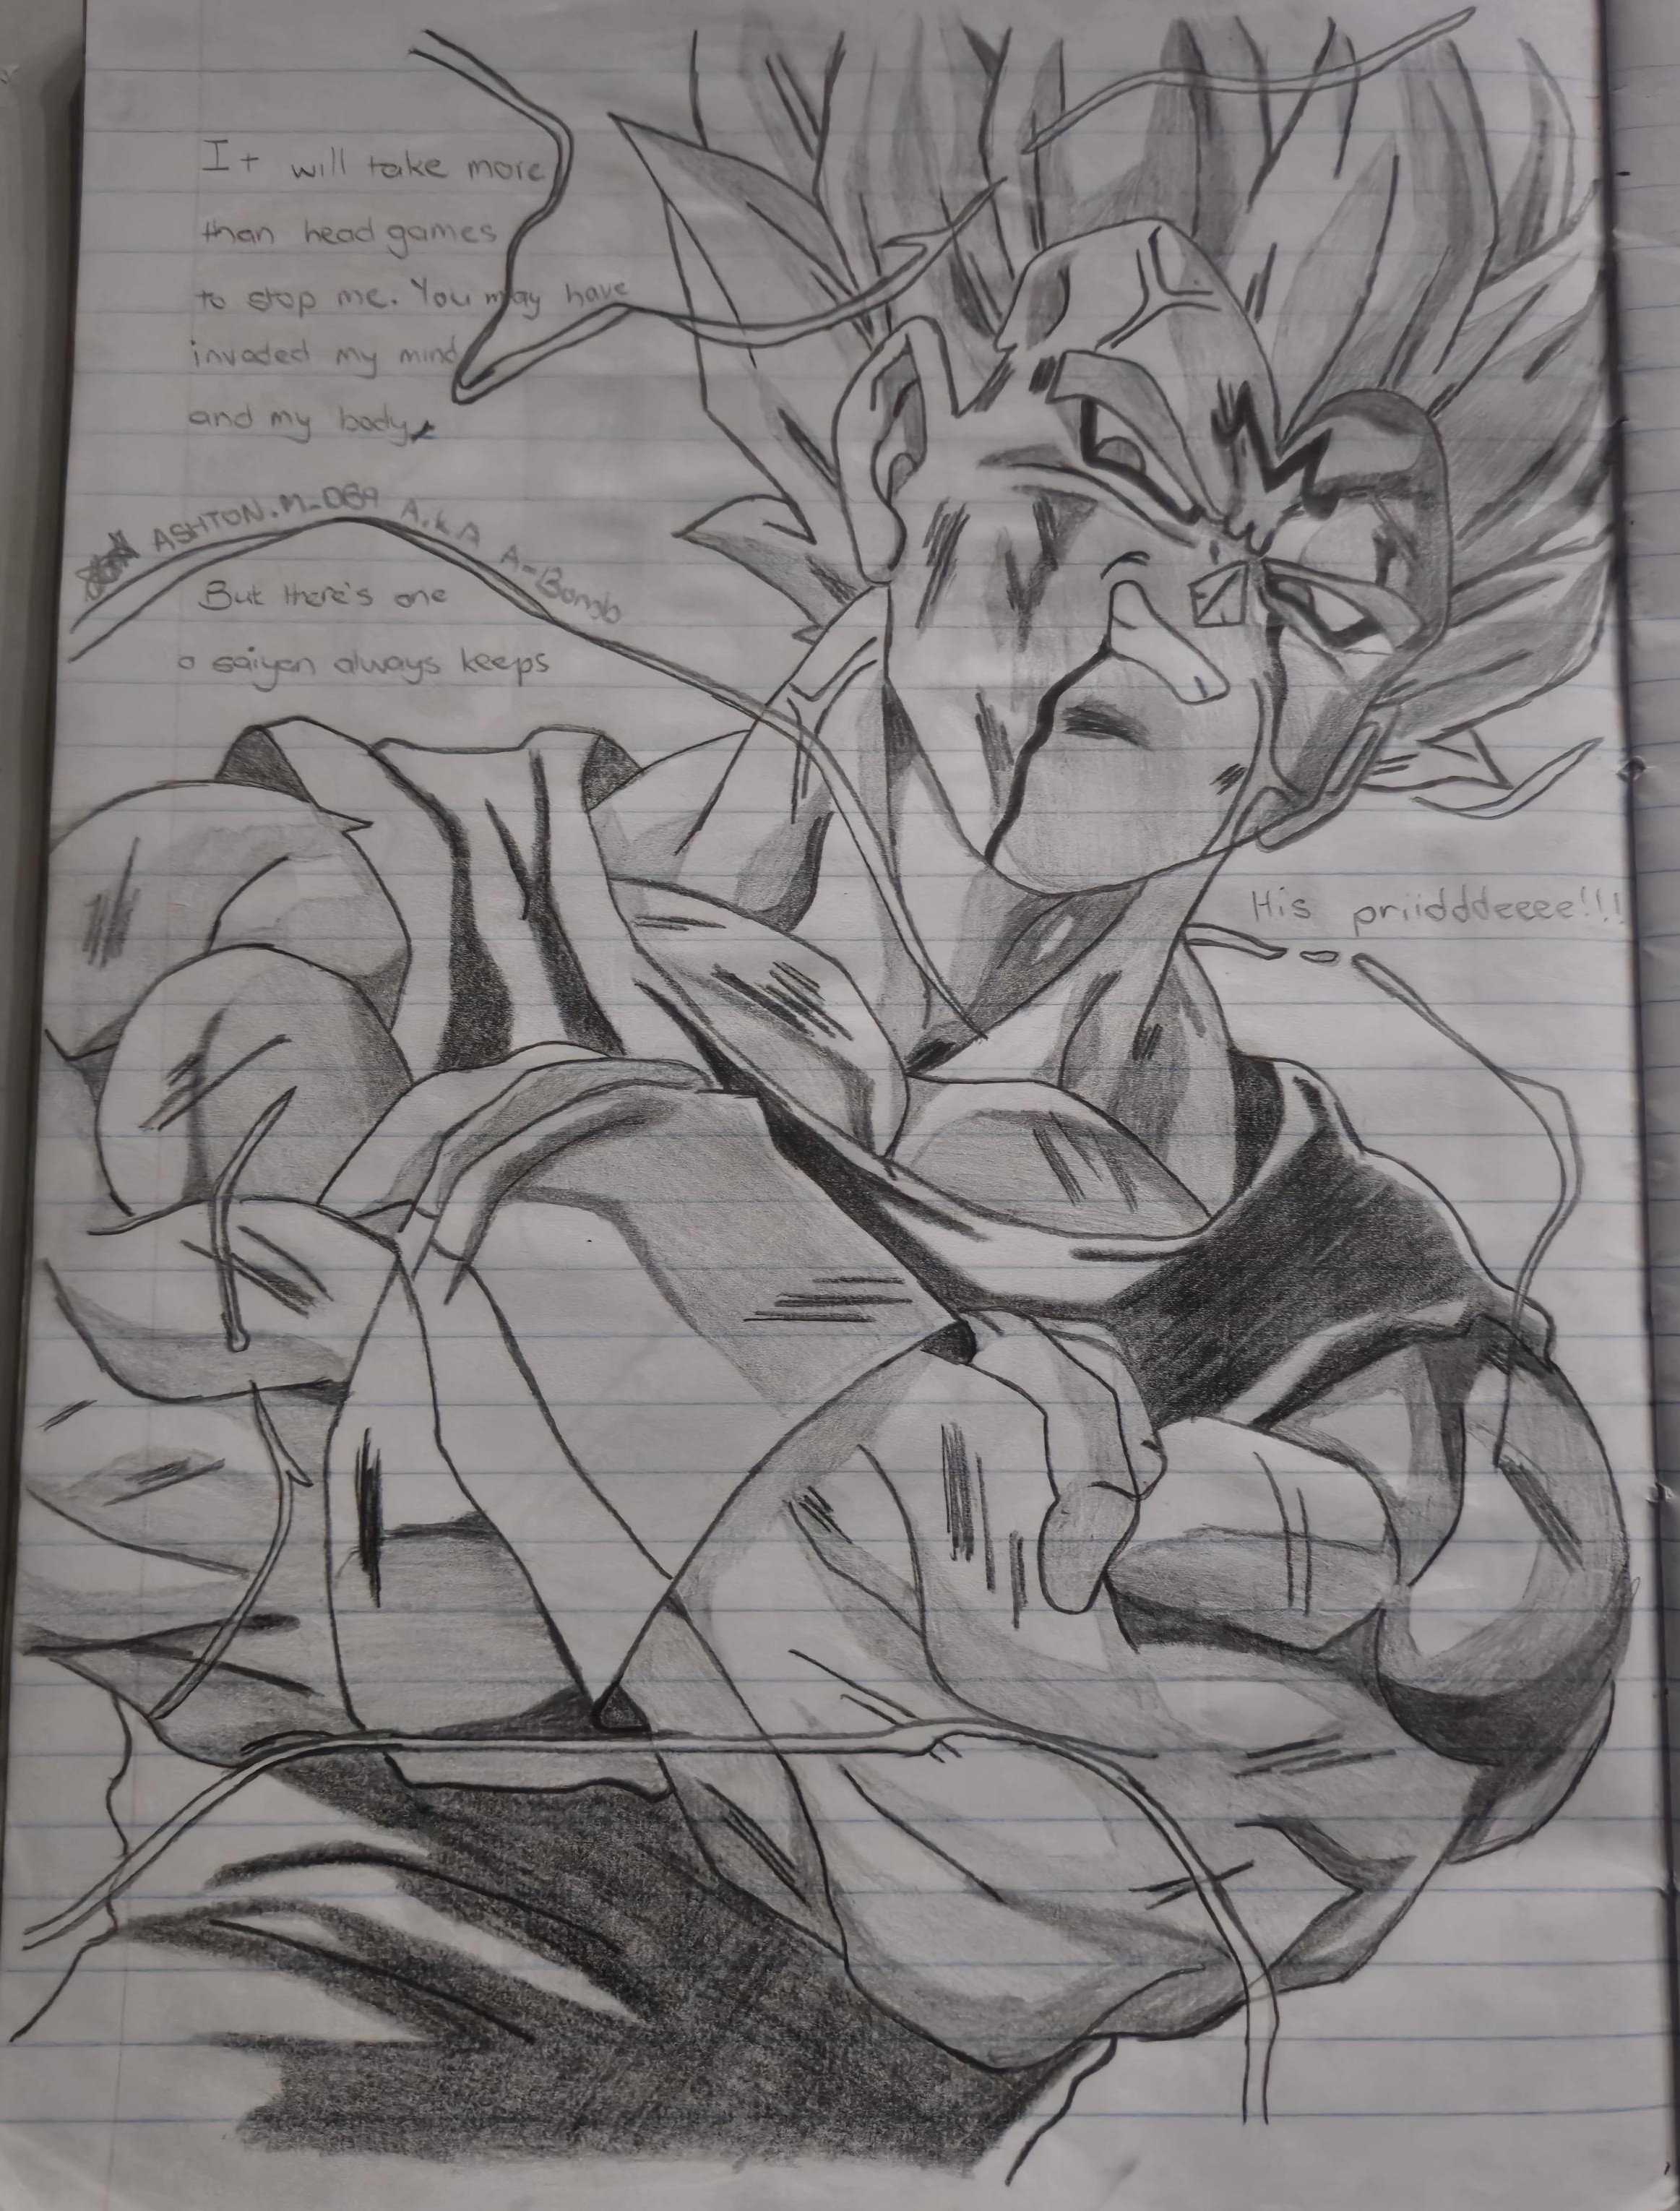 It will take more
than head games
to stop me. You may have
invaded my mind
and my body,
ASHTON.M_DB9 A.k.A A-Bomb
But there's one
a saiyan always keeps
His priidddeeee!!!